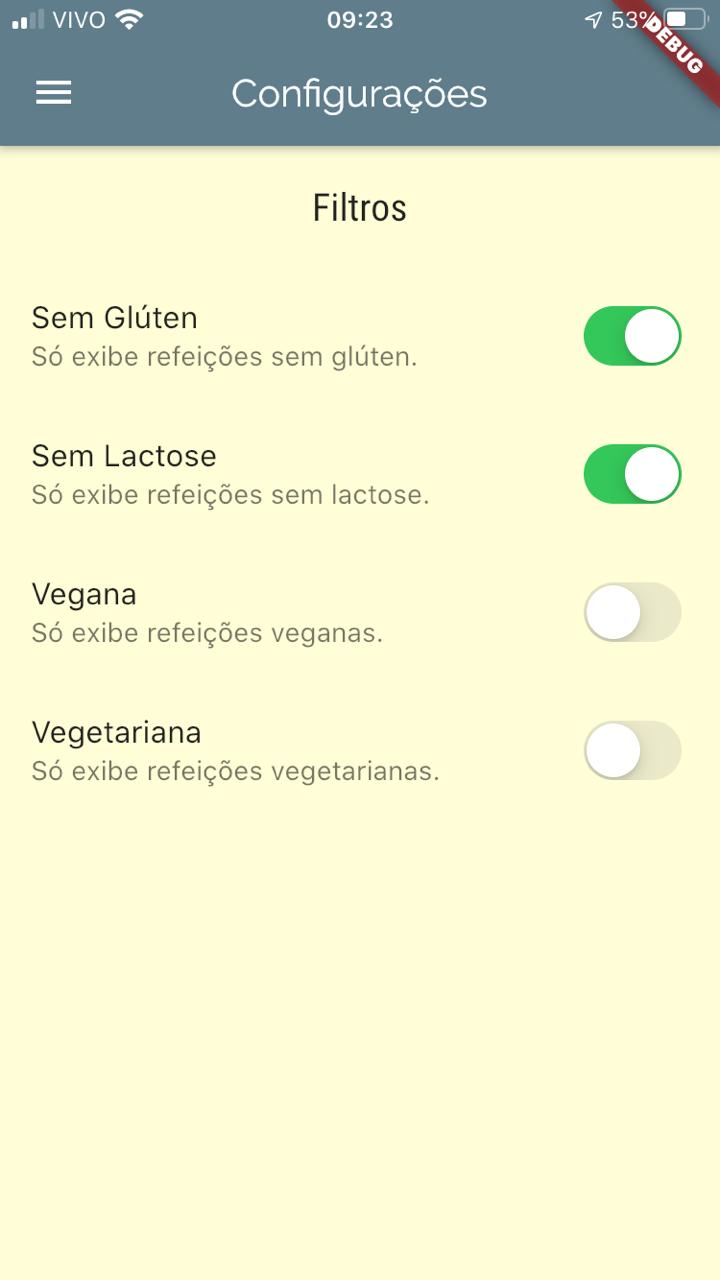 VIVO 09:23 53%
DEBUG
Configurações
Filtros
Sem Glúten
Só exibe refeições sem glúten.
Sem Lactose
Só exibe refeições sem lactose.
Vegana
Só exibe refeições veganas.
Vegetariana
Só exibe refeições vegetarianas.